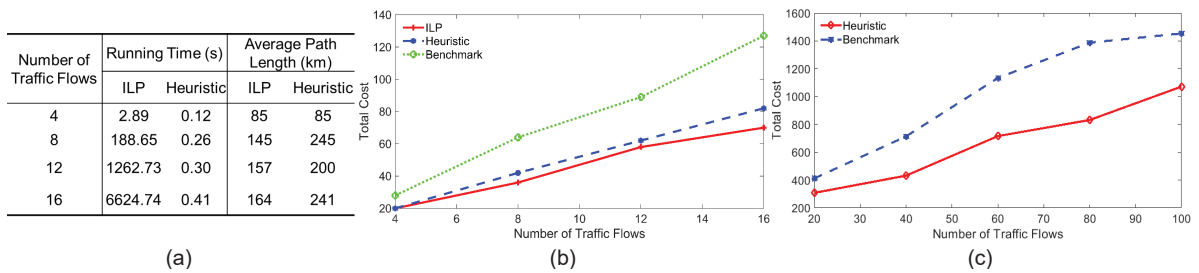 Number of
Traffic Flows
Running Time (s)
Average Path
Length (km)
ILP Heuristic ILP Heuristic
4 2.89 0.12 85 85
8 188.65 0.26 145 245
12 1262.73 0.30 157 200
16 6624.74 0.41 164 241
(a)
140
120
100
80
60
40
20
4 6 8 10 12 14 16
Total Cost
Number of Traffic Flows
ILP
Heuristic
Benchmark
(b)
1600
1400
1200
1000
800
600
400
200
20 30 40 50 60 70 80 90 100
Total Cost
Number of Traffic Flows
Heuristic
Benchmark
(c)